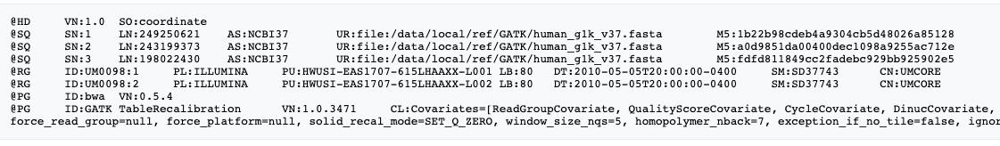 @HD VN:1.0 SO:coordinate
@SQ SN:1 LN:249250621 AS:NCBI37 UR:file:/data/local/ref/GATK/human_g1k_v37.fasta M5:1b22b98cdeb4a9304cb5d48026a85128
@SQ SN:2 LN:243199373 AS:NCBI37 UR:file:/data/local/ref/GATK/human_g1k_v37.fasta M5:a0d9851da00400dec1098a9255ac712e
@SQ SN:3 LN:198022430 AS:NCBI37 UR:file:/data/local/ref/GATK/human_g1k_v37.fasta M5:fdfd811849cc2fadebc929bb925902e5
@RG ID:UM0098:1 PL:ILLUMINA PU:HWUSI-EAS1707-615LHAAXX-L001 LB:80 DT:2010-05-05T20:00:00-0400 SM:SD37743 CN:UMCORE
@RG ID:UM0098:2 PL:ILLUMINA PU:HWUSI-EAS1707-615LHAAXX-L002 LB:80 DT:2010-05-05T20:00:00-0400 SM:SD37743 CN:UMCORE
@PG ID:bwa VN:0.5.4
@PG ID:GATK TableRecalibration VN:1.0.3471 CL:Covariates=[ReadGroupCovariate, QualityScoreCovariate, CycleCovariate, DinucCovariate,
force_read_group=null, force_platform=null, solid_recal_mode=SET_Q_ZERO, window_size_nqs=5, homopolymer_nback=7, exception_if_no_tile=false, ignor